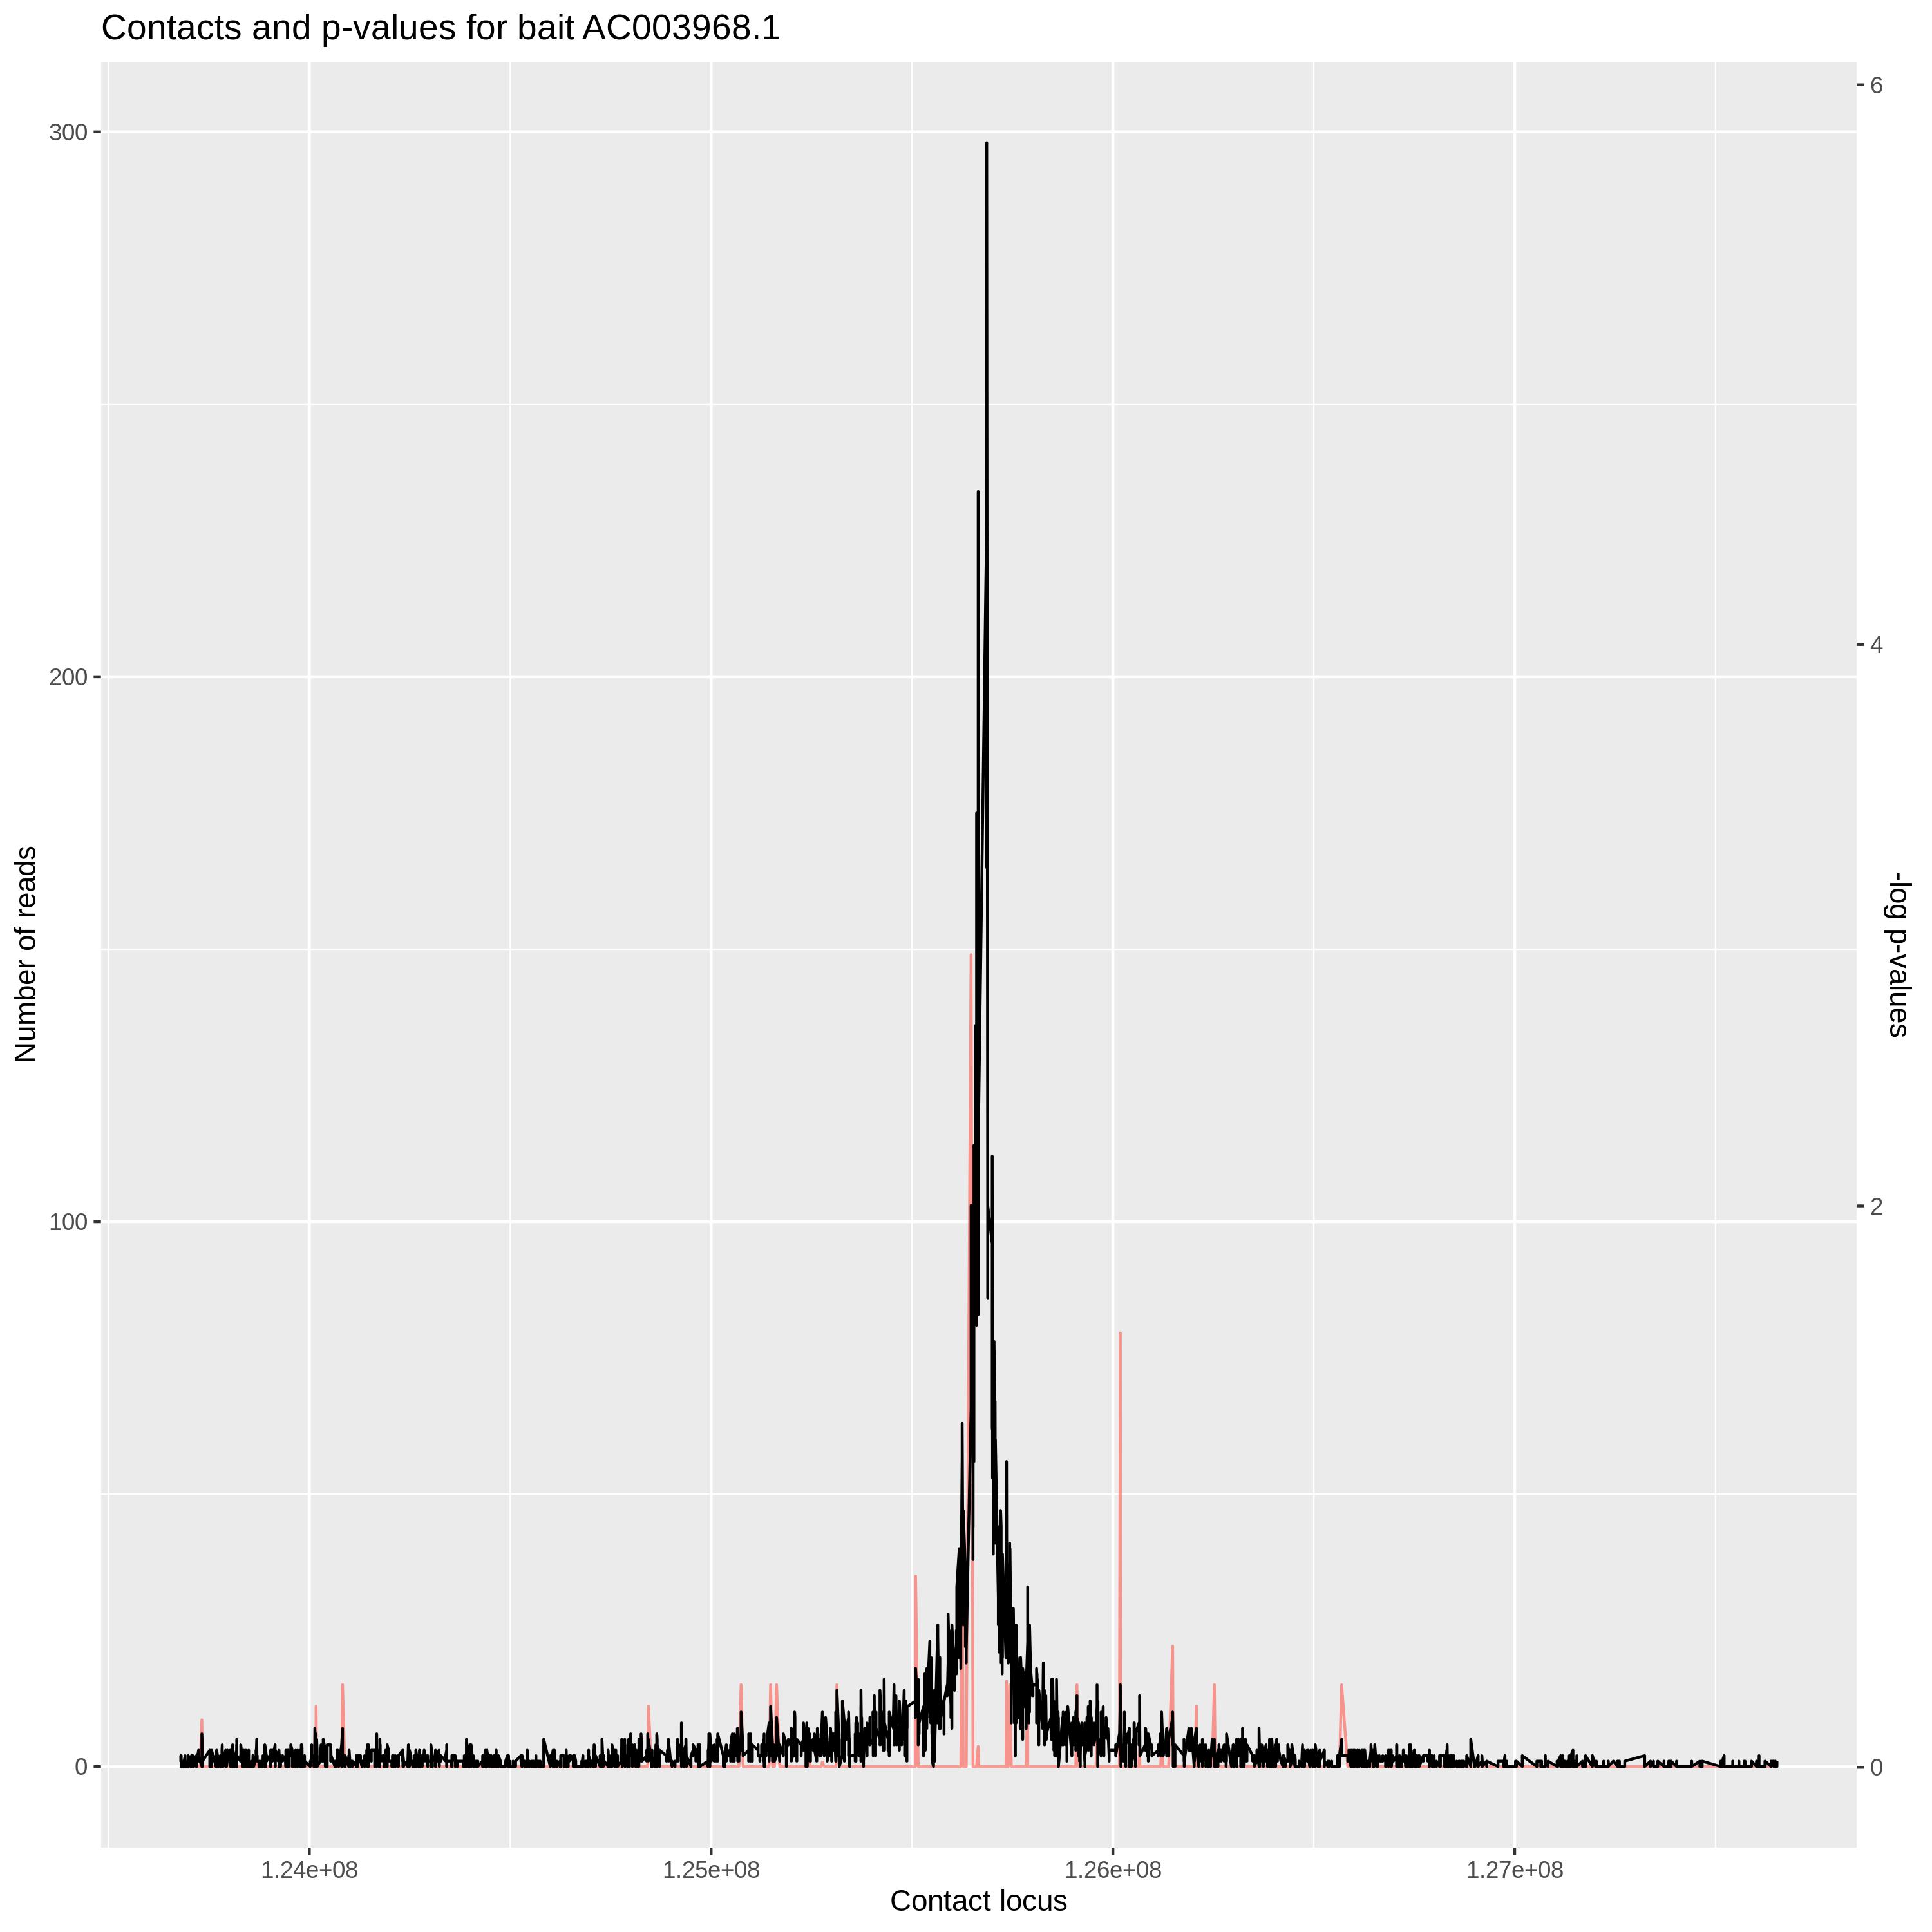 Contacts and p-values for bait AC003968.1
300
200
100
0
6
4
2
0
Number of reads
-log p-values
1.24e+08
1.25e+08
1.26e+08
1.27e+08
Contact locus